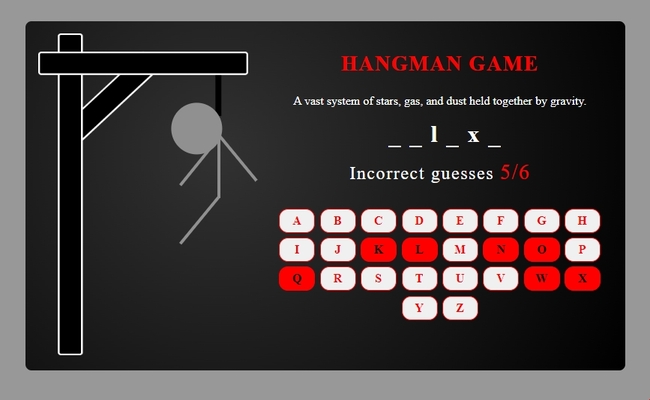 HANGMAN GAME
A vast system of stars, gas, and dust held together by gravity.
_ _ l _ x _
Incorrect guesses 5/6
A B C D E F G H
I J K L M N O P
Q R S T U V W X
Y Z